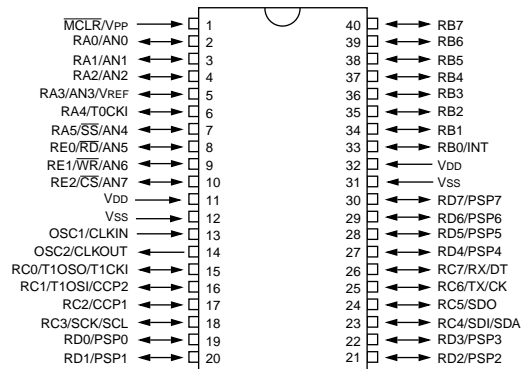 MCLR/VPP 1 40 RB7
RA0/AN0 2 39 RB6
RA1/AN1 3 38 RB5
RA2/AN2 4 37 RB4
RA3/AN3/VREF 5 36 RB3
RA4/T0CKI 6 35 RB2
RA5/SS/AN4 7 34 RB1
RE0/RD/AN5 8 33 RB0/INT
RE1/WR/AN6 9 32 VDD
RE2/CS/AN7 10 31 VSS
VDD 11 30 RD7/PSP7
VSS 12 29 RD6/PSP6
OSC1/CLKIN 13 28 RD5/PSP5
OSC2/CLKOUT 14 27 RD4/PSP4
RC0/T1OSO/T1CKI 15 26 RC7/RX/DT
RC1/T1OSI/CCP2 16 25 RC6/TX/CK
RC2/CCP1 17 24 RC5/SDO
RC3/SCK/SCL 18 23 RC4/SDI/SDA
RD0/PSP0 19 22 RD3/PSP3
RD1/PSP1 20 21 RD2/PSP2